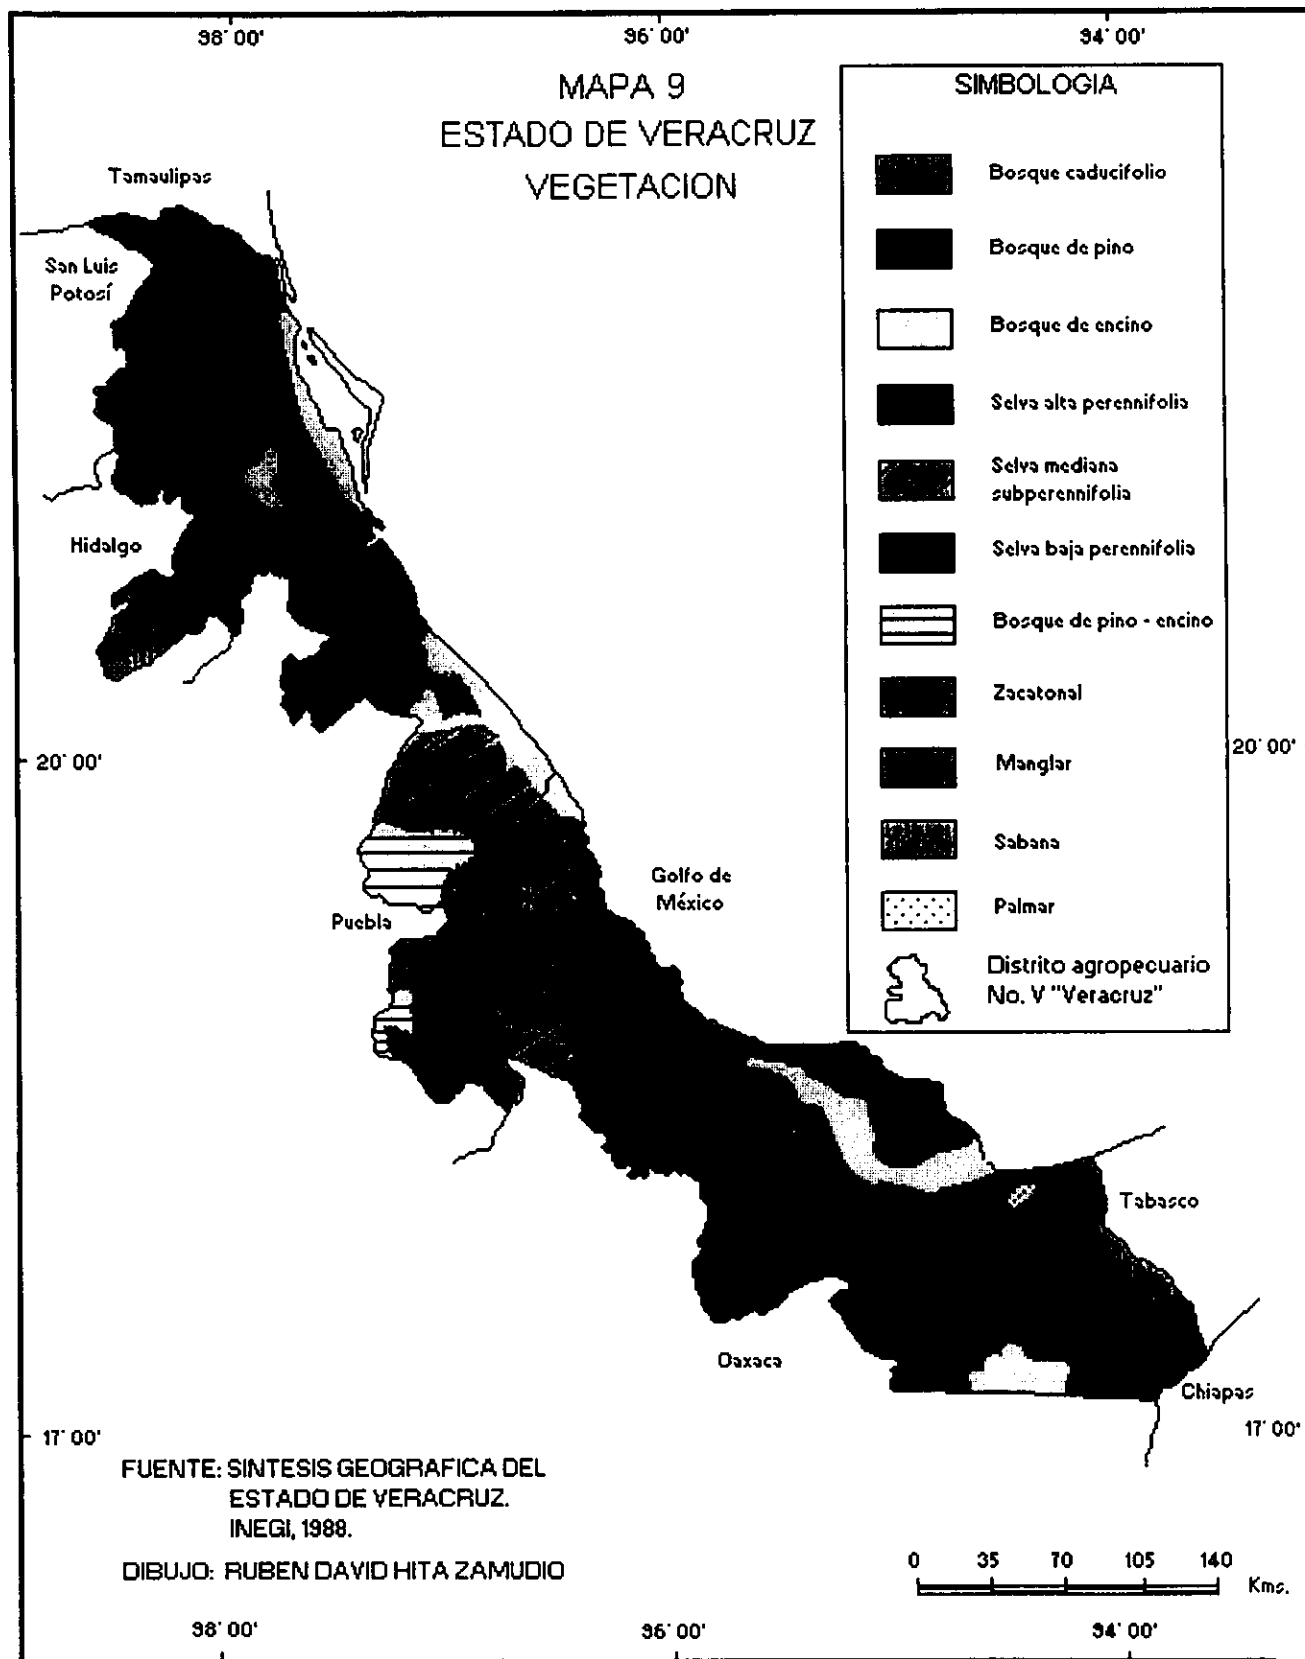 98° 00'
96° 00'
94° 00'
MAPA 9
ESTADO DE VERACRUZ
VEGETACION
SIMBOLOGIA
Bosque caducifolio
Bosque de pino
Bosque de encino
Selva alta perennifolia
Selva mediana
subperennifolia
Selva baja perennifolia
Bosque de pino - encino
Zacatonal
Manglar
Sabana
Palmar
Distrito agropecuario
No. V "Veracruz"
Tamaulipas
San Luis
Potosí
Hidalgo
20° 00'
20° 00'
Golfo de
México
Puebla
Tabasco
Oaxaca
Chiapas
17° 00'
17° 00'
FUENTE: SINTESIS GEOGRAFICA DEL
ESTADO DE VERACRUZ.
INEGI, 1988.
DIBUJO: RUBEN DAVID HITA ZAMUDIO
0 35 70 105 140
Kms.
98° 00'
96° 00'
94° 00'